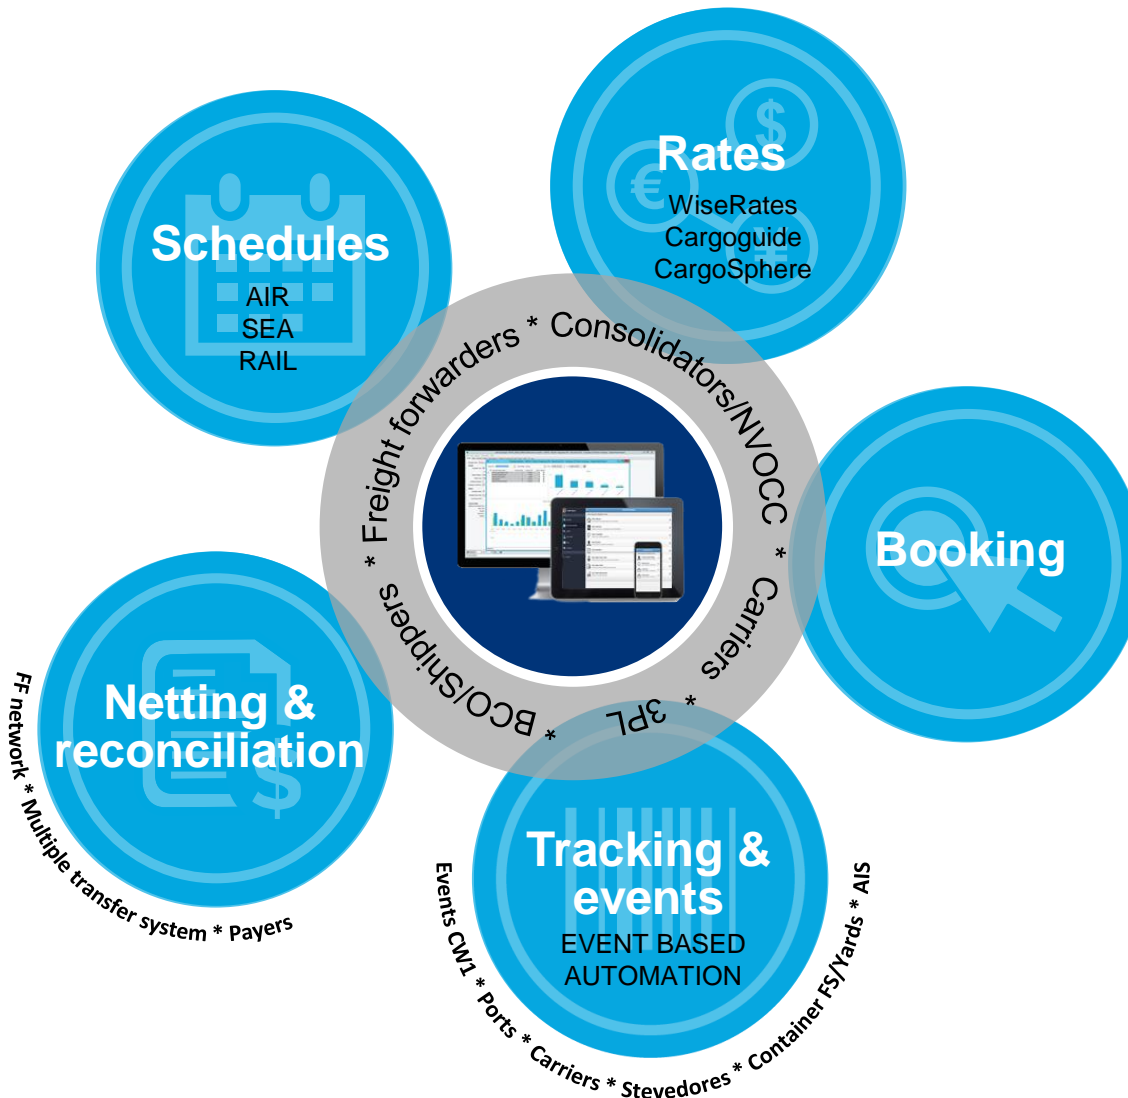 Rates
WiseRates
Cargoguide
CargoSphere
Schedules
AIR
SEA
RAIL
* Freight forwarders * Consolidators/NVOCC * Carriers * 3PL * BCO/Shippers
Booking
Netting &
reconciliation
FF network * Multiple transfer system * Payers
Tracking &
events
EVENT BASED
AUTOMATION
Events CW1 * Ports * Carriers * Stevedores * Container FS/Yards * AIS